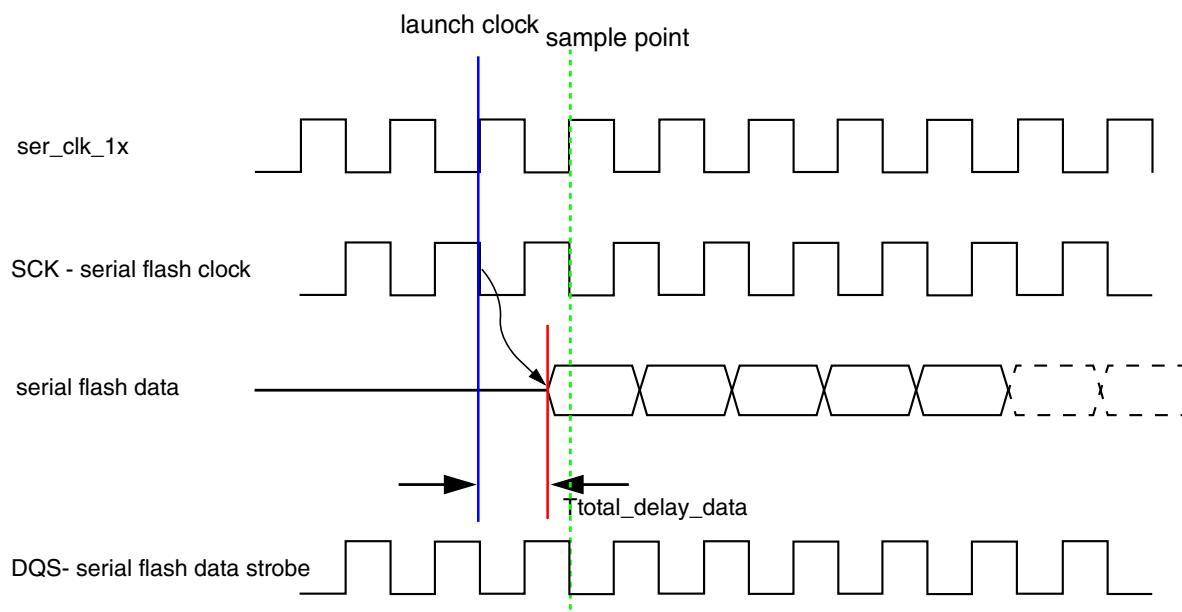 launch clock
sample point
ser_clk_1x
SCK - serial flash clock
serial flash data
Ttotal_delay_data
DQS- serial flash data strobe